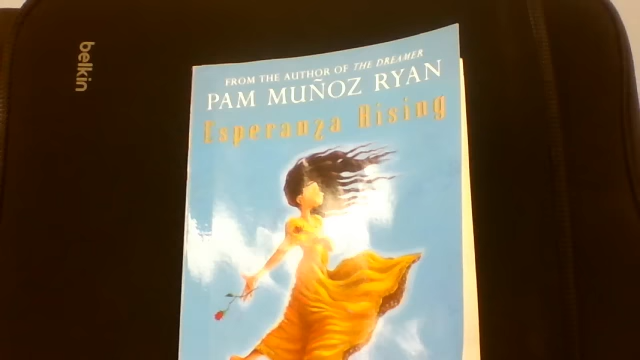 belkin
FROM THE AUTHOR OF THE DREAMER
PAM MUÑOZ RYAN
Esperanza Rising